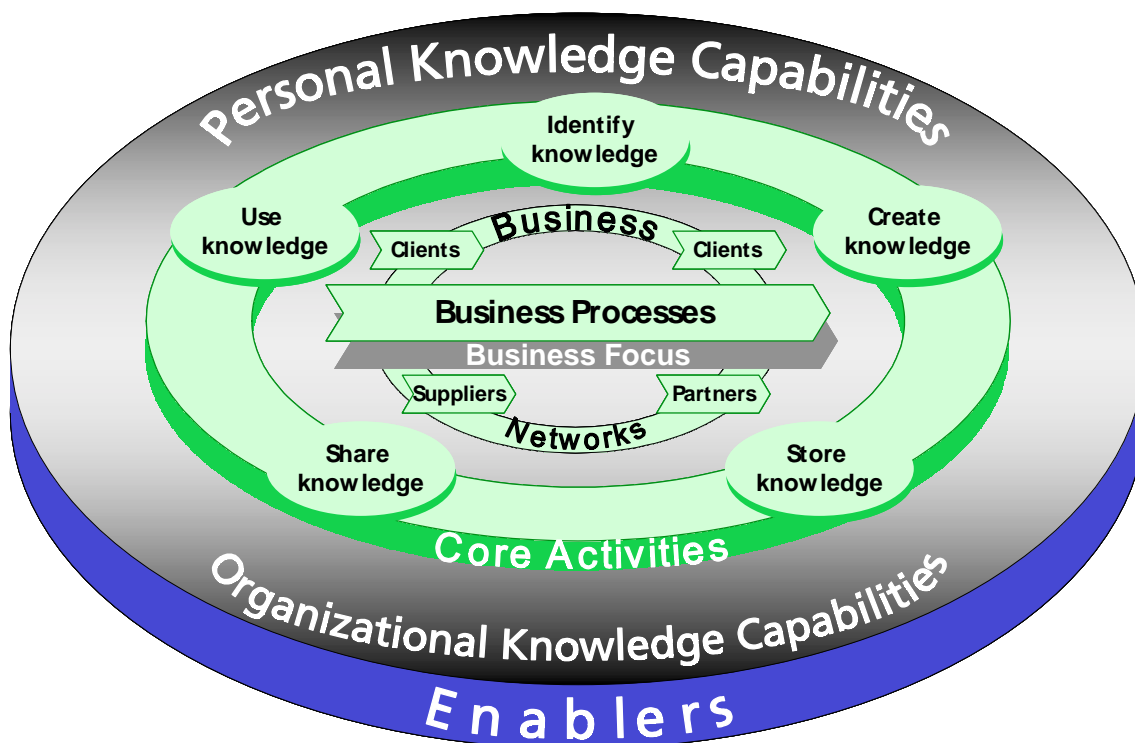 Personal Knowledge Capabilities
Identify
knowledge
Use
knowledge
Create
knowledge
Business
Clients
Clients
Business Processes
Business Focus
Suppliers
Partners
Networks
Share
knowledge
Store
knowledge
Core Activities
Organizational Knowledge Capabilities
Enablers